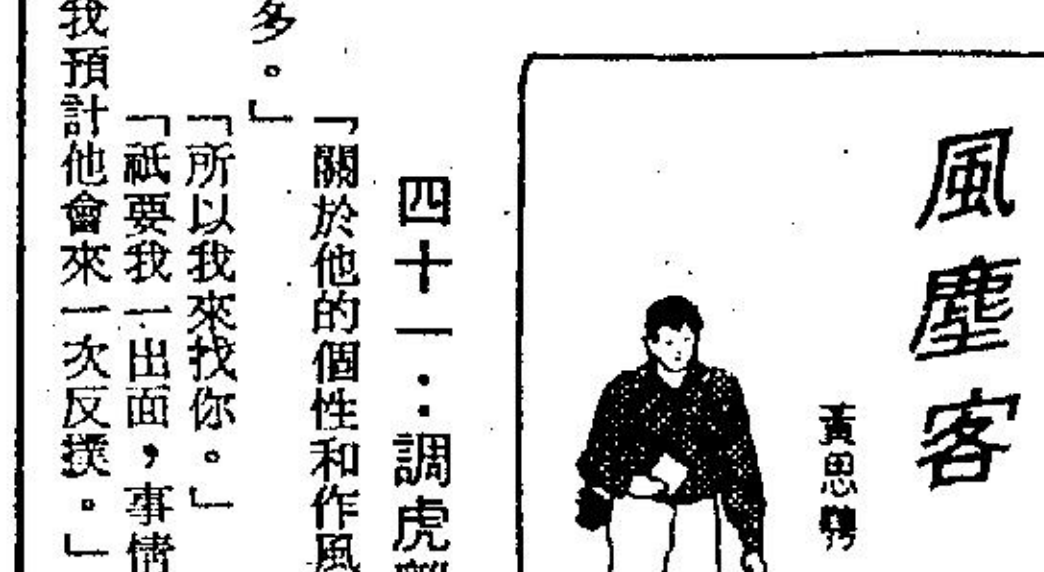 風塵客
黃思騁
四十一・調虎離
「關於他的個性和作風
多。」
「所以我來找你。」
「祇要我一出面，事情
我預計他會來一次反撲。」